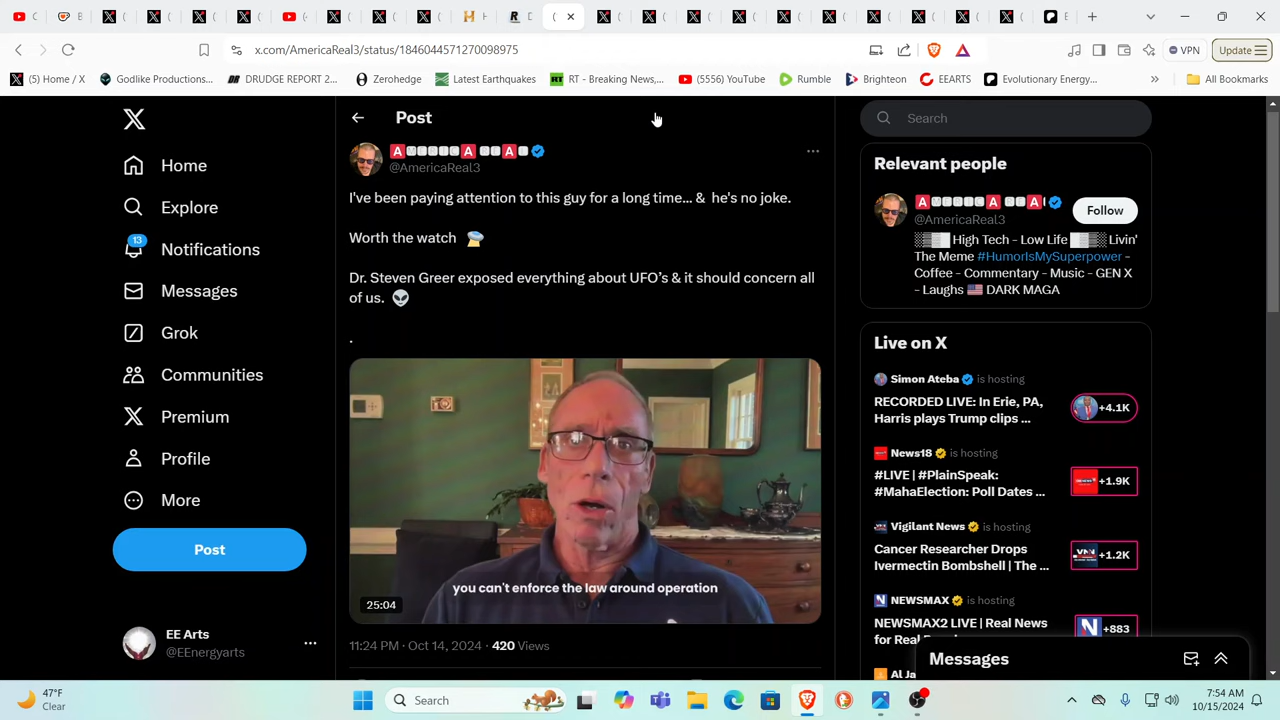 x.com/AmericaReal3/status/1846044571270098975
VPN
Update
(5) Home / X
Godlike Productions...
DRUDGE REPORT 2...
Zerohedge
Latest Earthquakes
RT - Breaking News,...
(5556) YouTube
Rumble
Brighteon
EEARTS
Evolutionary Energy...
All Bookmarks
Home
Explore
13
Notifications
Messages
Grok
Communities
Premium
Profile
More
Post
EE Arts
@EEnergyarts
Post
@AmericaReal3
I've been paying attention to this guy for a long time... & he's no joke.
Worth the watch
Dr. Steven Greer exposed everything about UFO’s & it should concern all
of us.
.
you can't enforce the law around operation
25:04
11:24 PM · Oct 14, 2024 · 420 Views
Search
Relevant people
@AmericaReal3
Follow
High Tech - Low Life Livin'
The Meme #HumorIsMySuperpower -
Coffee - Commentary - Music - GEN X
- Laughs DARK MAGA
Live on X
Simon Ateba is hosting
RECORDED LIVE: In Erie, PA,
Harris plays Trump clips ...
+4.1K
News18 is hosting
#LIVE | #PlainSpeak:
#MahaElection: Poll Dates ...
+1.9K
Vigilant News is hosting
Cancer Researcher Drops
Ivermectin Bombshell | The ...
+1.2K
NEWSMAX is hosting
NEWSMAX2 LIVE | Real News
for Real
+883
Al Ja
Messages
47°F
Clear
Search
7:54 AM
10/15/2024